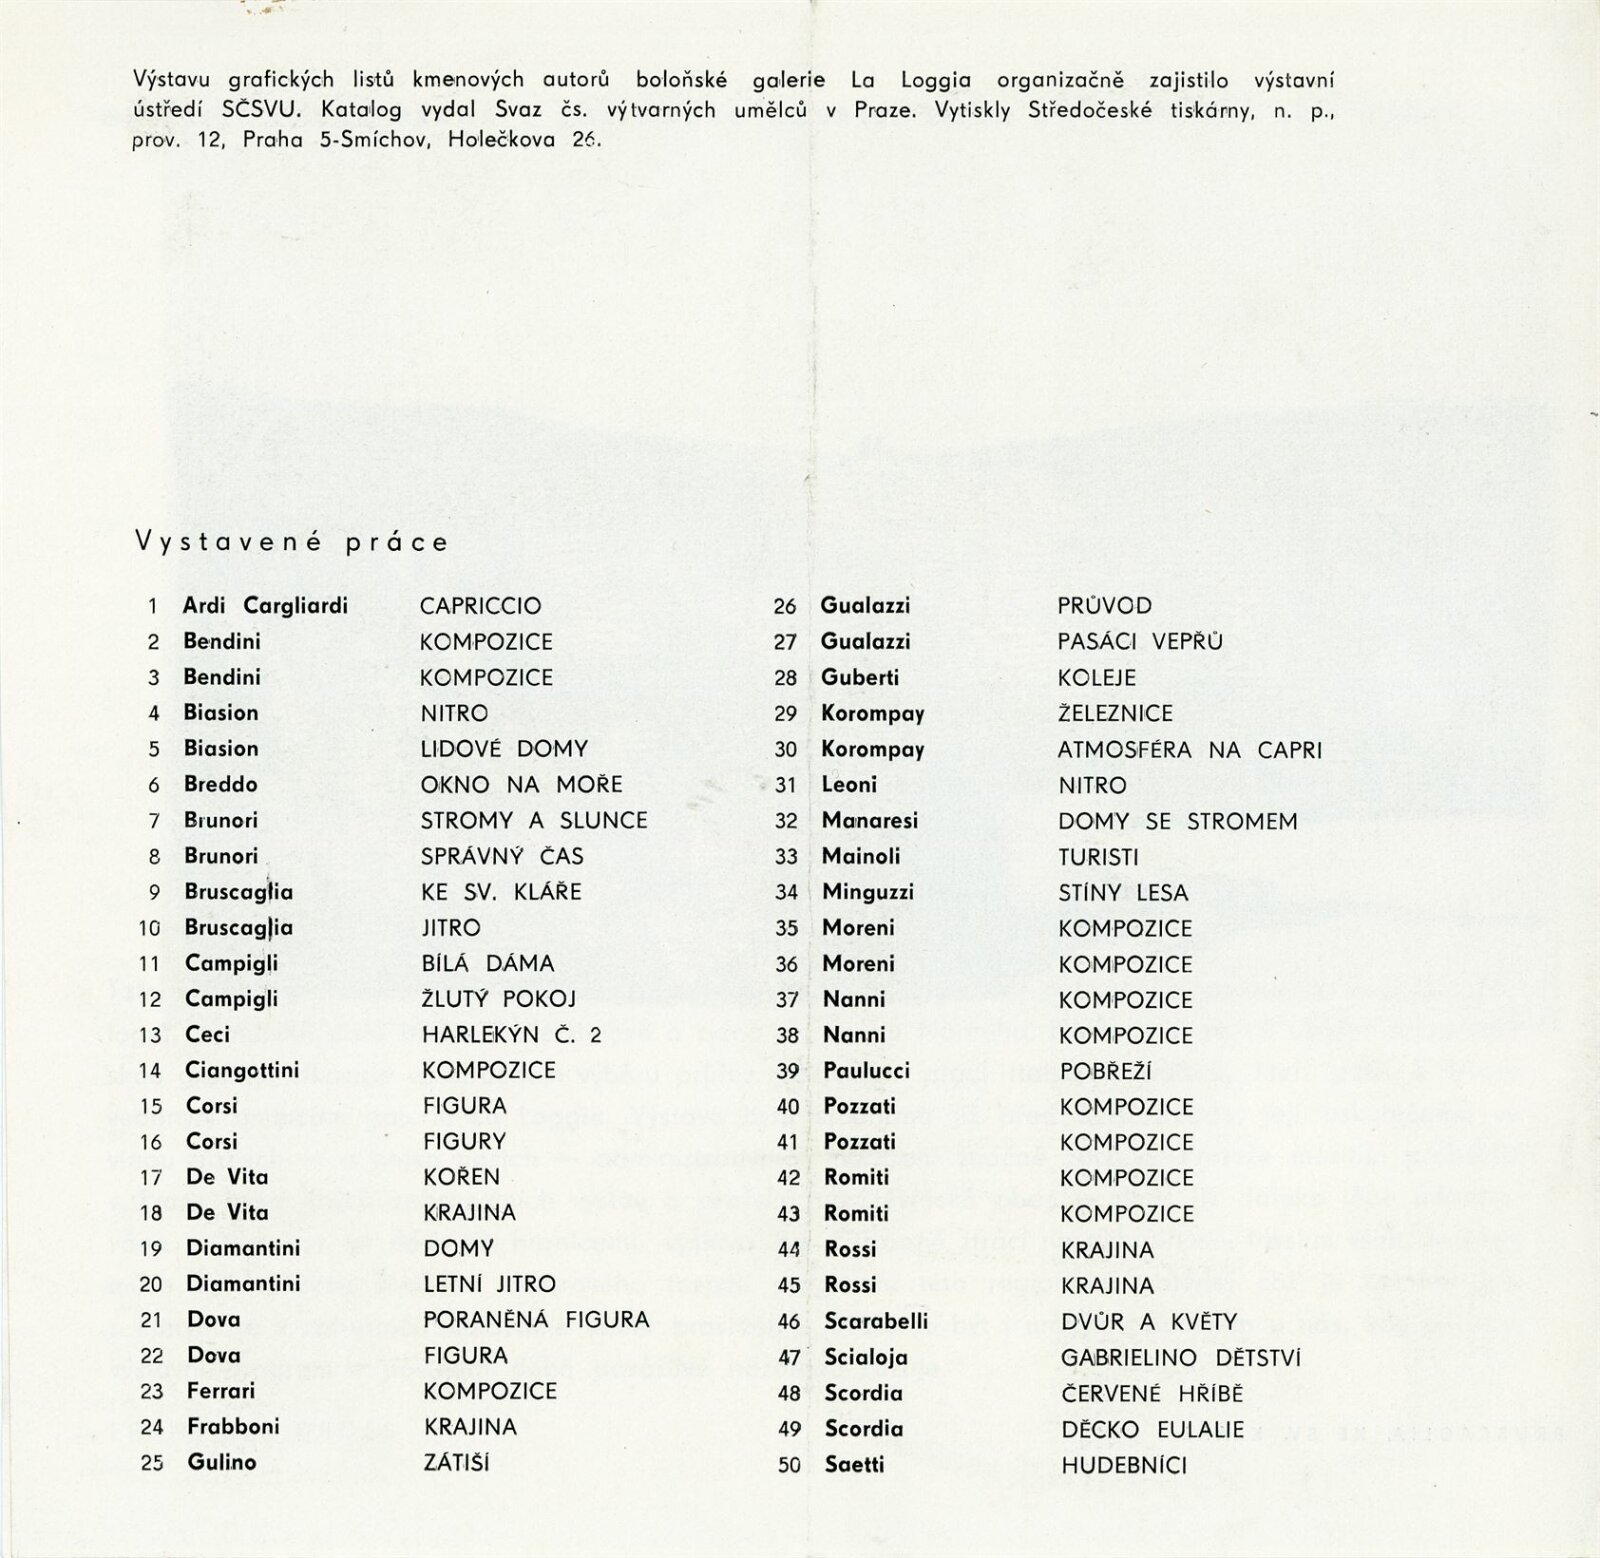 Výstavu grafických listů kmenových autorů boloňské galerie La Loggia organizačně zajistilo výstavní
ústředí SČSVU. Katalog vydal Svaz čs. výtvarných umělců v Praze. Vytiskly Středočeské tiskárny, n. p.,
prov. 12, Praha 5-Smíchov, Holečkova 26.
Vystavené práce
1 Ardi Cargliardi CAPRICCIO
2 Bendini KOMPOZICE
3 Bendini KOMPOZICE
4 Biasion NITRO
5 Biasion LIDOVÉ DOMY
6 Breddo OKNO NA MOŘE
7 Brunori STROMY A SLUNCE
8 Brunori SPRÁVNÝ ČAS
9 Bruscaglia KE SV. KLÁŘE
10 Bruscaglia JITRO
11 Campigli BÍLÁ DÁMA
12 Campigli ŽLUTÝ POKOJ
13 Ceci HARLEKÝN Č. 2
14 Ciangottini KOMPOZICE
15 Corsi FIGURA
16 Corsi FIGURY
17 De Vita KOŘEN
18 De Vita KRAJINA
19 Diamantini DOMY
20 Diamantini LETNÍ JITRO
21 Dova PORANĚNÁ FIGURA
22 Dova FIGURA
23 Ferrari KOMPOZICE
24 Frabboni KRAJINA
25 Gulino ZÁTIŠÍ
26 Gualazzi PRŮVOD
27 Gualazzi PASÁCI VEPŘŮ
28 Guberti KOLEJE
29 Korompay ŽELEZNICE
30 Korompay ATMOSFÉRA NA CAPRI
31 Leoni NITRO
32 Manaresi DOMY SE STROMEM
33 Mainoli TURISTI
34 Minguzzi STÍNY LESA
35 Moreni KOMPOZICE
36 Moreni KOMPOZICE
37 Nanni KOMPOZICE
38 Nanni KOMPOZICE
39 Paulucci POBŘEŽÍ
40 Pozzati KOMPOZICE
41 Pozzati KOMPOZICE
42 Romiti KOMPOZICE
43 Romiti KOMPOZICE
44 Rossi KRAJINA
45 Rossi KRAJINA
46 Scarabelli DVŮR A KVĚTY
47 Scialoja GABRIELINO DĚTSTVÍ
48 Scordia ČERVENÉ HŘÍBĚ
49 Scordia DĚCKO EULALIE
50 Saetti HUDEBNÍCI